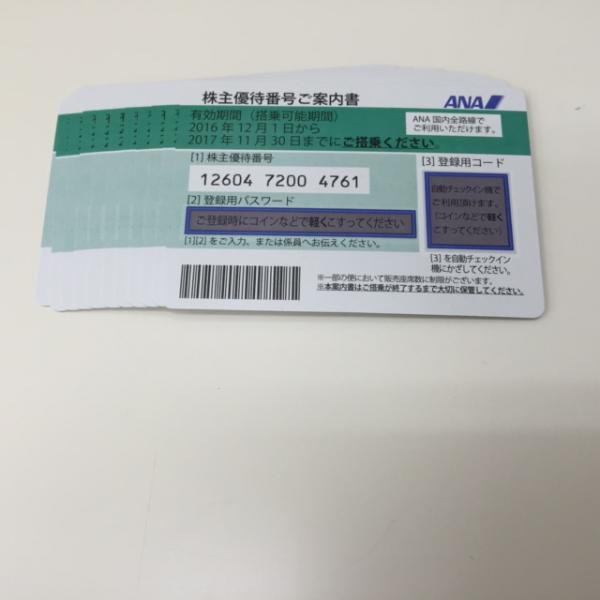 株主優待番号ご案内書
ANA
有効期間（搭乗可能期間）
2016年12月1日から
2017年11月30日までにご搭乗ください。
ANA 国内全路線で
ご利用いただけます。
[1] 株主優待番号
12604 7200 4761
[2] 登録用パスワード
ご登録時にコインなどで軽くこすってください
[1][2] をご入力、または係員へお伝えください。
[3] 登録用コード
自動チェックイン機で
ご利用頂けます。
（コインなどで軽く
こすってください）
[3] を自動チェックイン
機にかざしてください。
※一部の便において販売座席数に制限がございます。
※本案内書はご搭乗が終了するまで大切に保管してください。